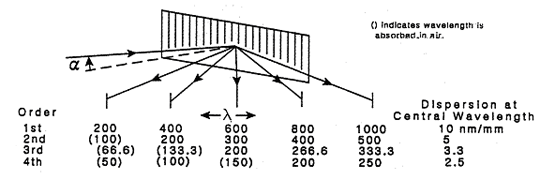 () indicates wavelength is
absorbed in air.
α
λ
Dispersion at
Order Central Wavelength
1st 200 400 600 800 1000 10 nm/mm
2nd (100) 200 300 400 500 5
3rd (66.6) (133.3) 200 266.6 333.3 3.3
4th (50) (100) (150) 200 250 2.5